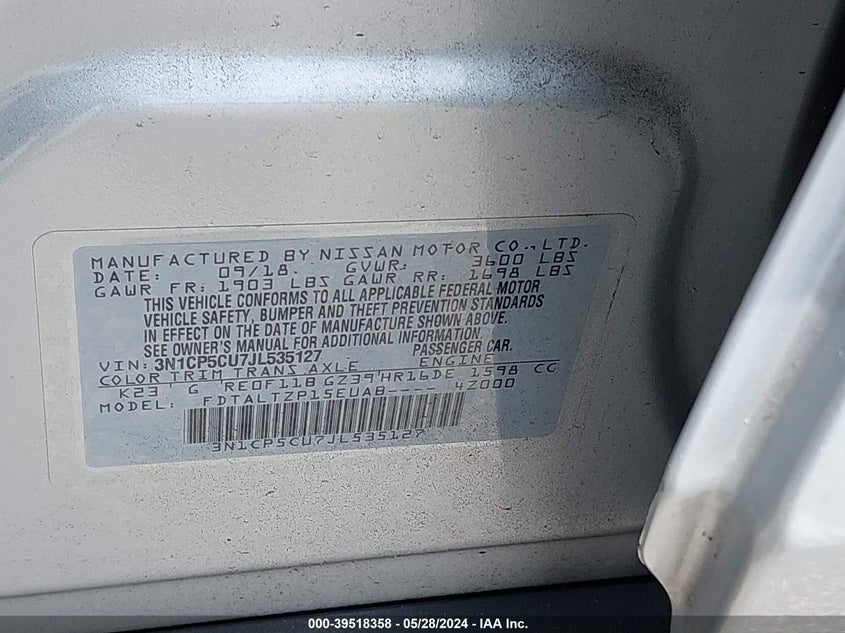 MANUFACTURED BY NISSAN MOTOR CO., LTD.
DATE: 09/18. GVWR: 3600 LBS
GAWR FR: 1903 LBS GAWR RR: 1698 LBS
THIS VEHICLE CONFORMS TO ALL APPLICABLE FEDERAL MOTOR
VEHICLE SAFETY, BUMPER AND THEFT PREVENTION STANDARDS
IN EFFECT ON THE DATE OF MANUFACTURE SHOWN ABOVE.
SEE OWNER'S MANUAL FOR ADDITIONAL INFORMATION.
VIN: 3N1CP5CU7JL535127 PASSENGER CAR.
COLOR TRIM TRANS AXLE ENGINE
K23 G RE0F11B GZ39 HR16DE 1598 CC
MODEL: FDTALTZP15EUAB---- 4Z000
3N1CP5CU7JL535127
000-39518358 - 05/28/2024 - IAA Inc.